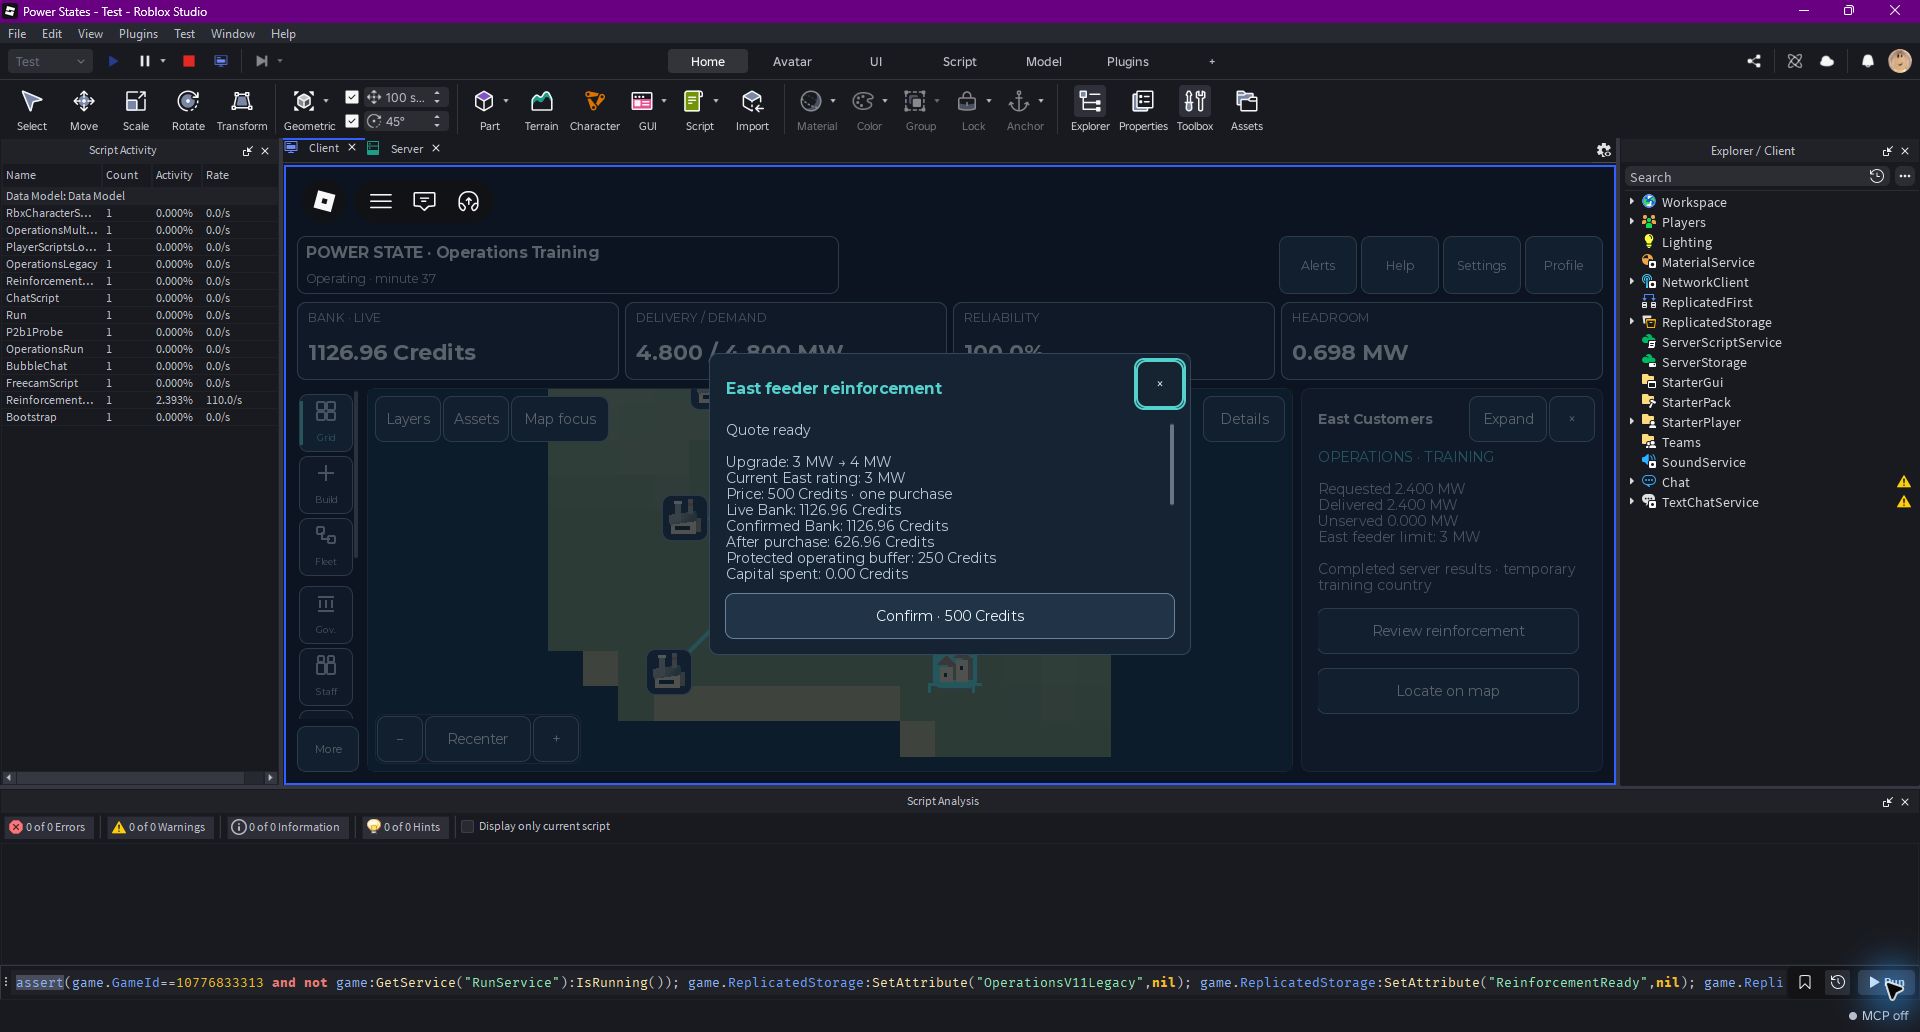 Power States - Test - Roblox Studio
File Edit View Plugins Test Window Help
Test
Home Avatar UI Script Model Plugins +
Select Move Scale Rotate Transform Geometric 100 s... 45° Part Terrain Character GUI Script Import Material Color Group Lock Anchor Explorer Properties Toolbox Assets
Script Activity
Name Count Activity Rate
Data Model: Data Model
RbxCharacterS... 1 0.000% 0.0/s
OperationsMult... 1 0.000% 0.0/s
PlayerScriptsLo... 1 0.000% 0.0/s
OperationsLegacy 1 0.000% 0.0/s
Reinforcement... 1 0.000% 0.0/s
ChatScript 1 0.000% 0.0/s
Run 1 0.000% 0.0/s
P2b1Probe 1 0.000% 0.0/s
OperationsRun 1 0.000% 0.0/s
BubbleChat 1 0.000% 0.0/s
FreecamScript 1 0.000% 0.0/s
Reinforcement... 1 2.393% 110.0/s
Bootstrap 1 0.000% 0.0/s
Client × Server ×
POWER STATE · Operations Training
Operating · minute 37
Alerts Help Settings Profile
BANK · LIVE
1126.96 Credits
DELIVERY / DEMAND
4.800 / 4.800 MW
RELIABILITY
100.0%
HEADROOM
0.698 MW
Grid
Build
Fleet
Gov.
Staff
More
Layers Assets Map focus Details
East feeder reinforcement ×
Quote ready
Upgrade: 3 MW → 4 MW
Current East rating: 3 MW
Price: 500 Credits · one purchase
Live Bank: 1126.96 Credits
Confirmed Bank: 1126.96 Credits
After purchase: 626.96 Credits
Protected operating buffer: 250 Credits
Capital spent: 0.00 Credits
Confirm · 500 Credits
− Recenter +
East Customers Expand ×
OPERATIONS · TRAINING
Requested 2.400 MW
Delivered 2.400 MW
Unserved 0.000 MW
East feeder limit: 3 MW
Completed server results · temporary
training country
Review reinforcement
Locate on map
Explorer / Client
Search
Workspace
Players
Lighting
MaterialService
NetworkClient
ReplicatedFirst
ReplicatedStorage
ServerScriptService
ServerStorage
StarterGui
StarterPack
StarterPlayer
Teams
SoundService
Chat
TextChatService
Script Analysis
0 of 0 Errors 0 of 0 Warnings 0 of 0 Information 0 of 0 Hints Display only current script
assert(game.GameId==10776833313 and not game:GetService("RunService"):IsRunning()); game.ReplicatedStorage:SetAttribute("OperationsV11Legacy",nil); game.ReplicatedStorage:SetAttribute("ReinforcementReady",nil); game.Repli
Run
MCP off